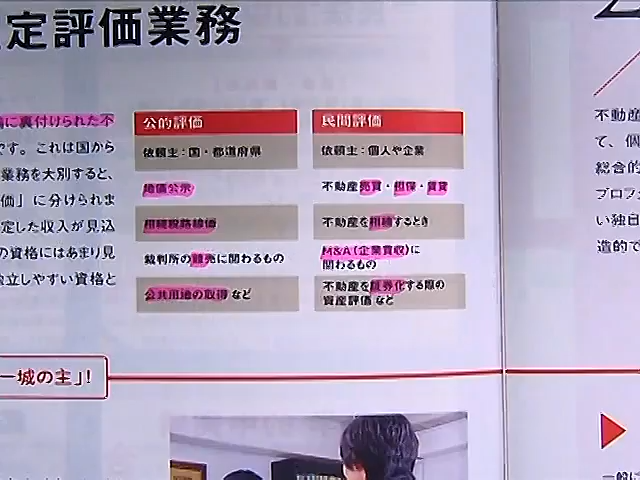 定評価業務
に裏付けられた不
です。これは国から
業務を大別すると、
価」に分けられま
定した収入が見込
の資格にはあまり見
独立しやすい資格と
公的評価
依頼主：国・都道府県
地価公示
相続税路線価
裁判所の競売に関わるもの
公共用地の取得 など
民間評価
依頼主：個人や企業
不動産売買・担保・賃貸
不動産を相続するとき
M&A（企業買収）に
関わるもの
不動産を証券化する際の
資産評価 など
一城の主」!
不動産
て、個
総合的
プロフ
い独日
造的で
一般に